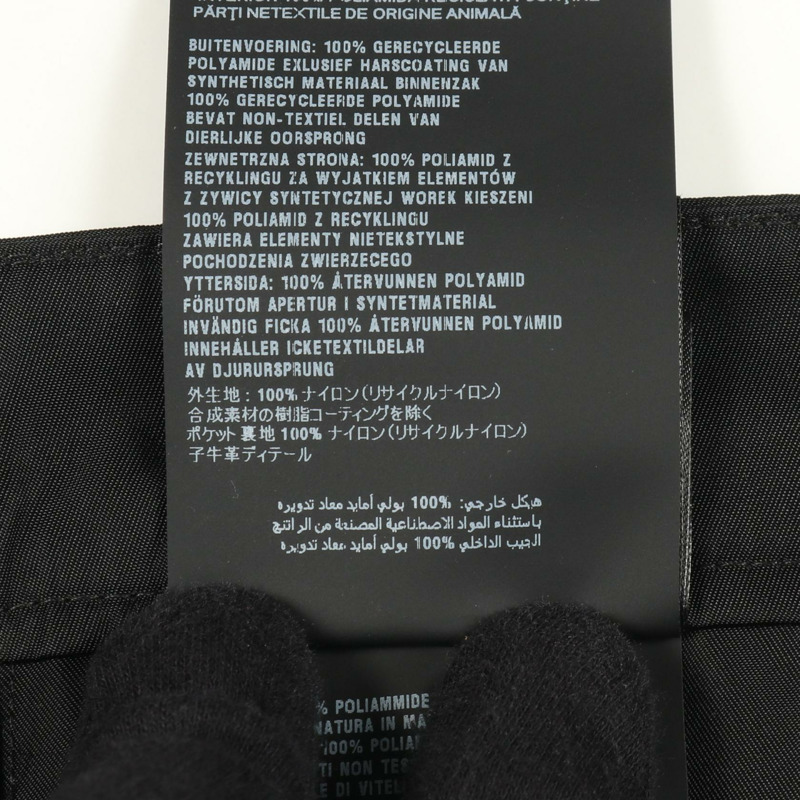 PĂRȚI NETEXTILE DE ORIGINE ANIMALĂ
BUITENVOERING: 100% GERECYCLEERDE
POLYAMIDE EXLUSIEF HARSCOATING VAN
SYNTHETISCH MATERIAAL BINNENZAK
100% GERECYCLEERDE POLYAMIDE
BEVAT NON-TEXTIEL DELEN VAN
DIERLIJKE OORSPRONG
ZEWNETRZNA STRONA: 100% POLIAMID Z
RECYKLINGU ZA WYJATKIEM ELEMENTÓW
Z ZYWICY SYNTETYCZNEJ WOREK KIESZENI
100% POLIAMID Z RECYKLINGU
ZAWIERA ELEMENTY NIETEKSTYLNE
POCHODZENIA ZWIERZECEGO
YTTERSIDA: 100% ÅTERVUNNEN POLYAMID
FÖRUTOM APERTUR I SYNTETMATERIAL
INVÄNDIG FICKA 100% ÅTERVUNNEN POLYAMID
INNEHÅLLER ICKETEXTILDELAR
AV DJURURSPRUNG
外生地：100% ナイロン（リサイクルナイロン）
合成素材の樹脂コーティングを除く
ポケット 裏地 100% ナイロン（リサイクルナイロン）
子牛革ディテール
هيكل خارجي: 100% بولي أمايد معاد تدويره
باستثناء المواد الاصطناعية المصنعة من الراتنج
الجيب الداخلي 100% بولي أمايد معاد تدويره
% POLIAMMIDE
100%
NON